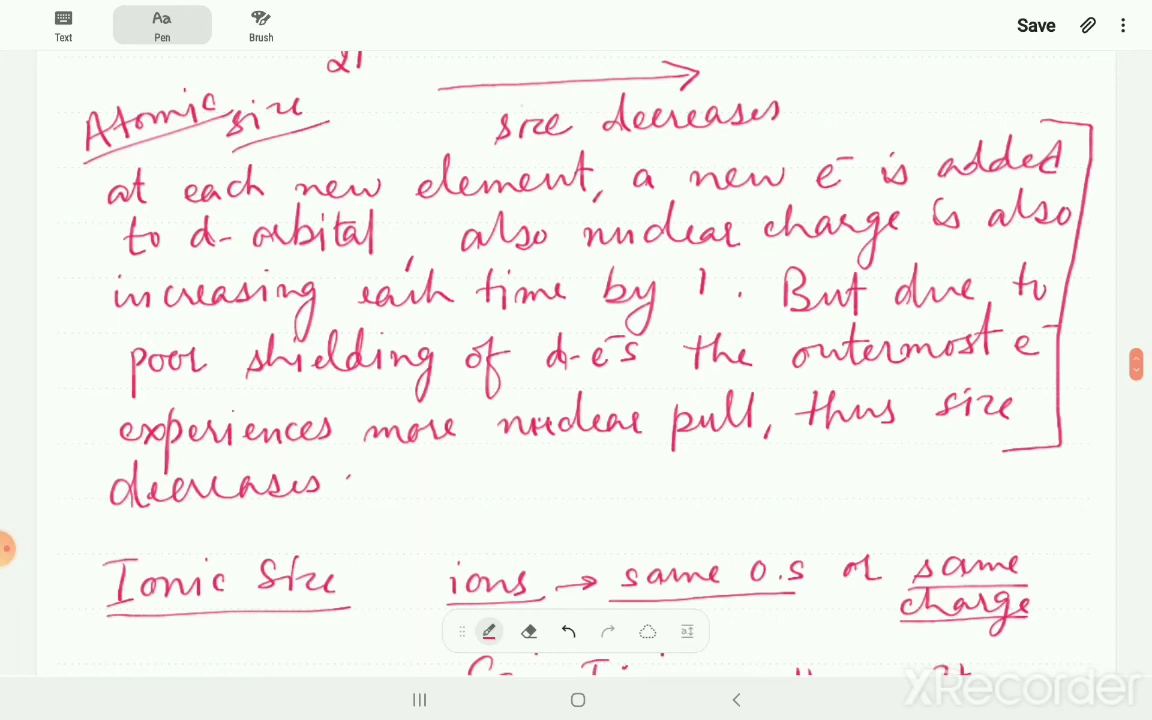 Text
Aa
Pen
Brush
Save
21
Atomic size
size decreases
at each new element, a new e⁻ is added
to d-orbital, also nuclear charge is also
increasing each time by 1. But due to
poor shielding of d-e⁻s the outermost e⁻
experiences more nuclear pull, thus size
decreases.
Ionic Size ions → same O.S or same
charge
XRecorder